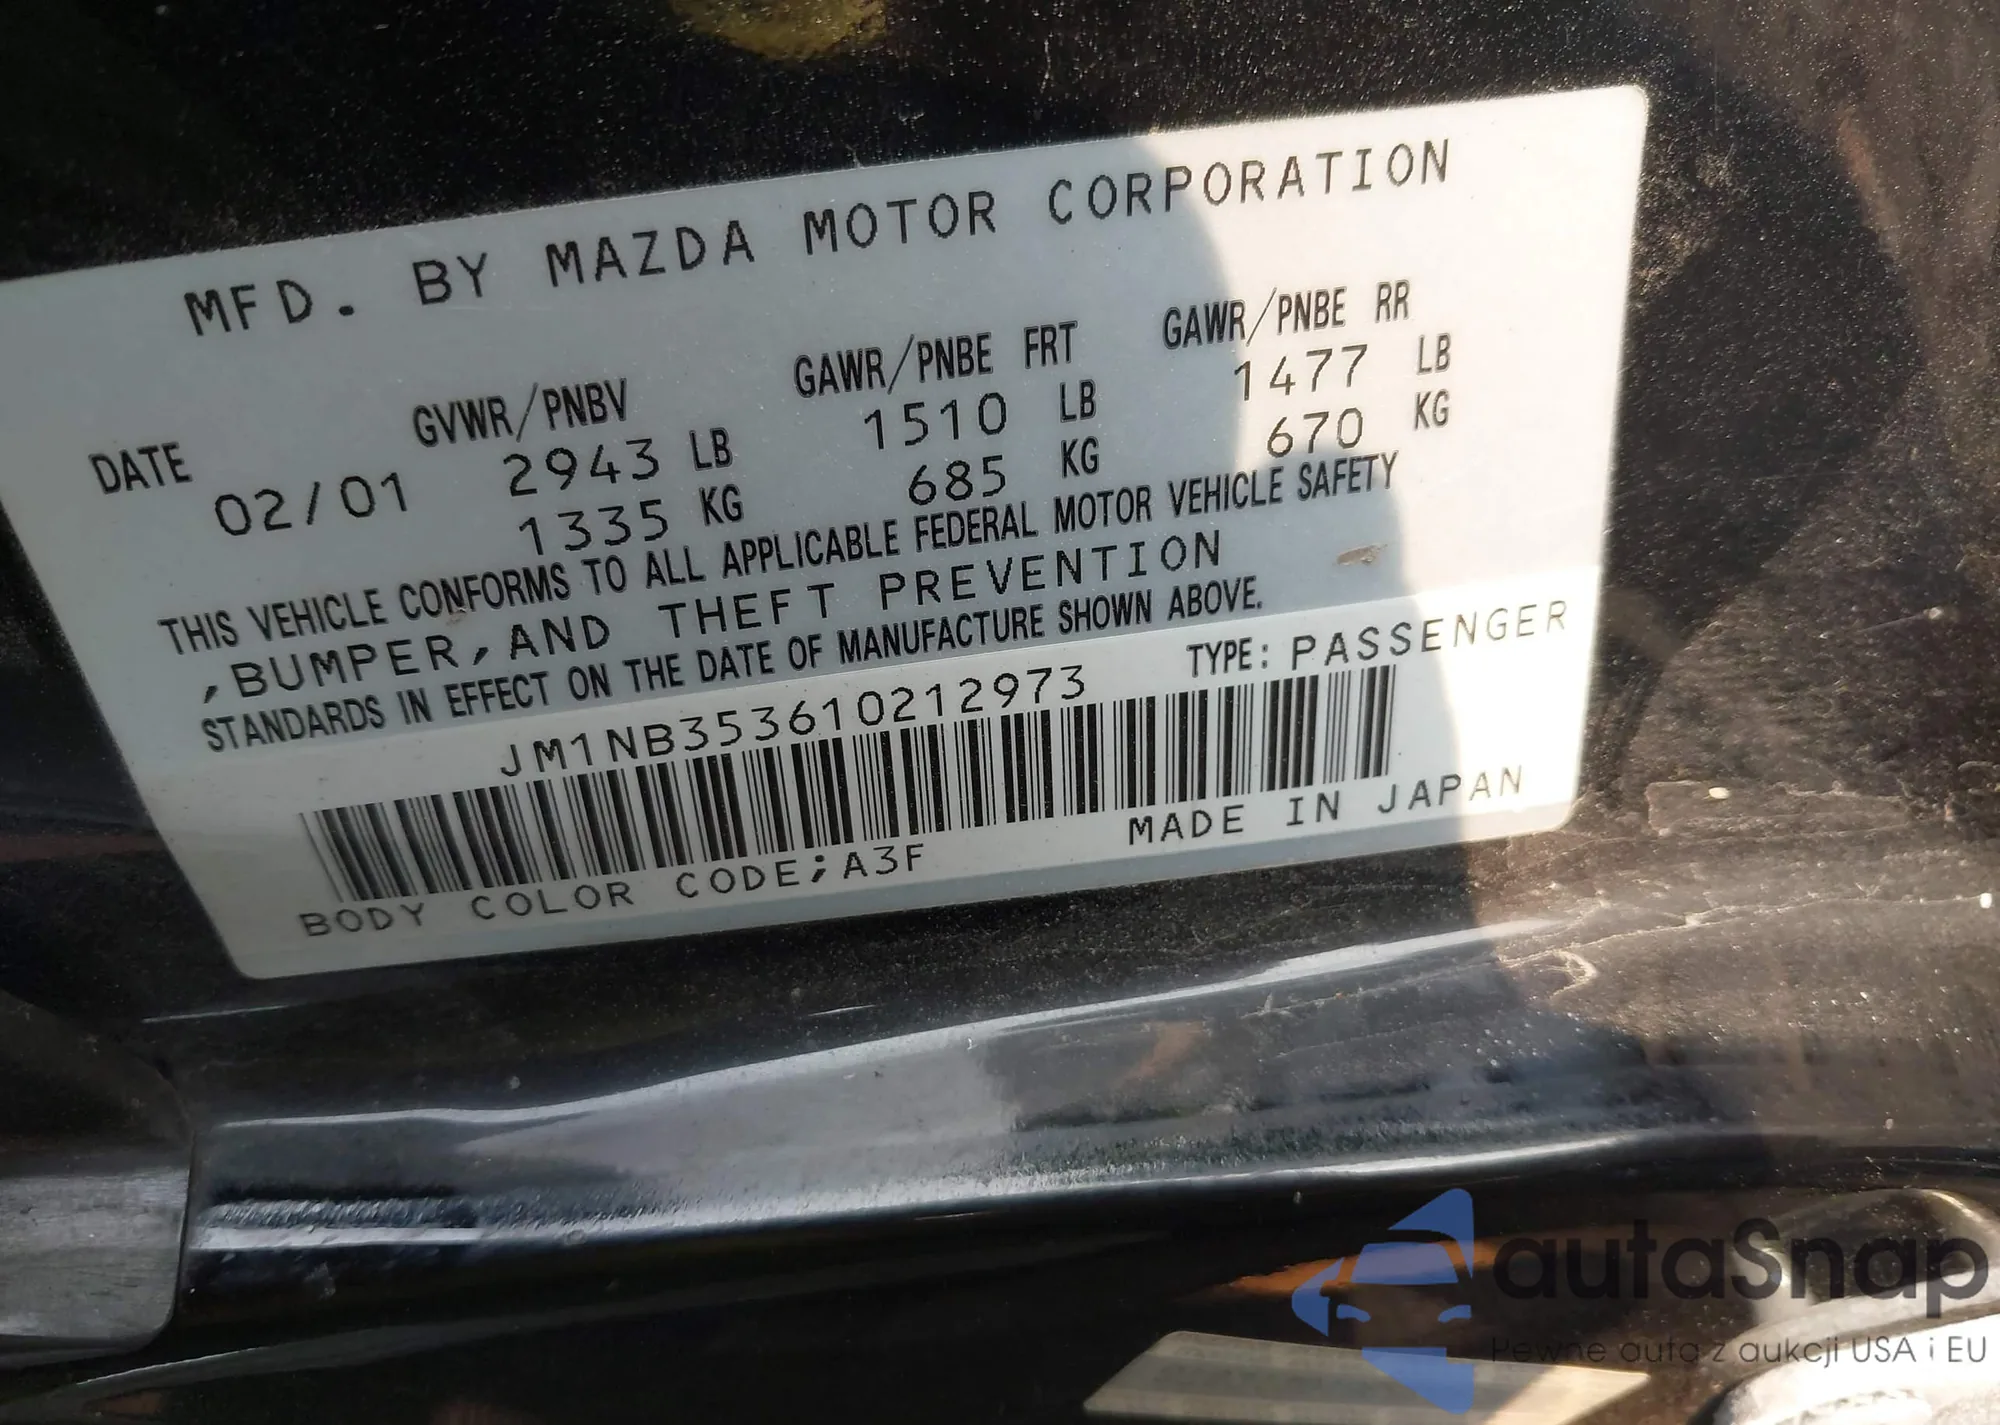 MFD. BY MAZDA MOTOR CORPORATION
DATE GVWR/PNBV GAWR/PNBE FRT GAWR/PNBE RR
02/01 2943 LB 1510 LB 1477 LB
1335 KG 685 KG 670 KG
THIS VEHICLE CONFORMS TO ALL APPLICABLE FEDERAL MOTOR VEHICLE SAFETY
,BUMPER,AND THEFT PREVENTION
STANDARDS IN EFFECT ON THE DATE OF MANUFACTURE SHOWN ABOVE.
JM1NB353610212973 TYPE: PASSENGER
BODY COLOR CODE;A3F MADE IN JAPAN
autaSnap
Pewne auta z aukcji USA i EU